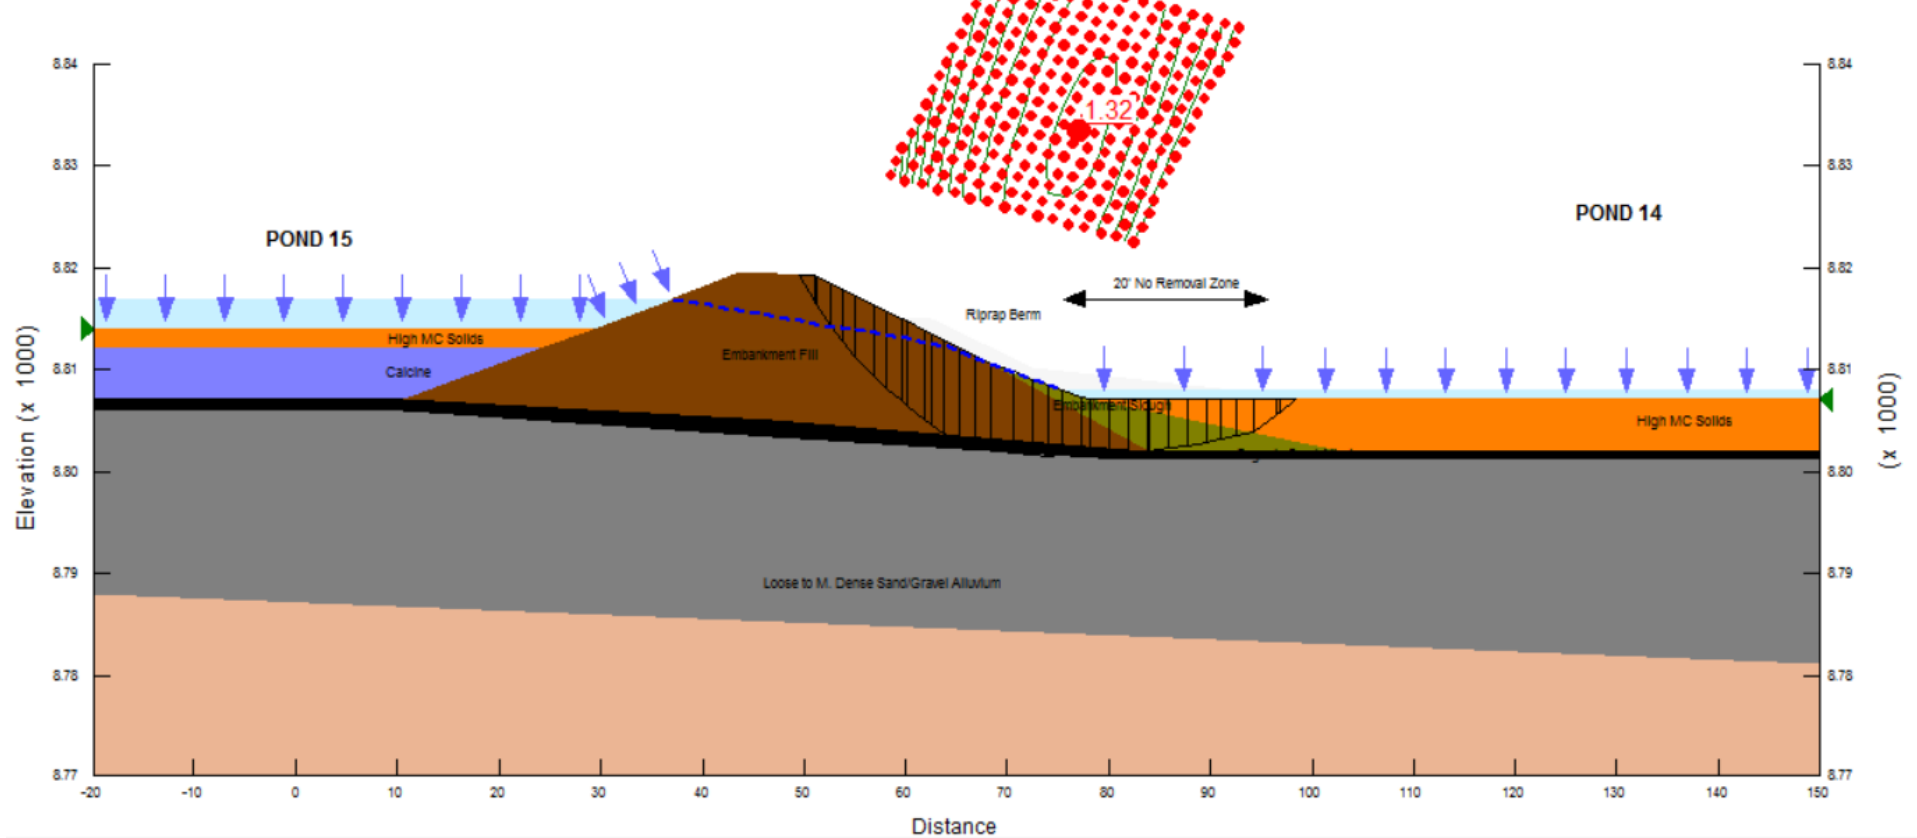 1.32
8.84
8.84
8.83
8.83
POND 14
POND 15
8.82
8.82
20' No Removal Zone
Riprap Berm
High MC Solids
Embankment Fill
Calcine
8.81
8.81
Embankment Slough
High MC Solids
Elevation (x 1000)
(x 1000)
8.80
8.80
8.79
8.79
Loose to M. Dense Sand/Gravel Alluvium
8.78
8.78
8.77
8.77
-20 -10 0 10 20 30 40 50 60 70 80 90 100 110 120 130 140 150
Distance